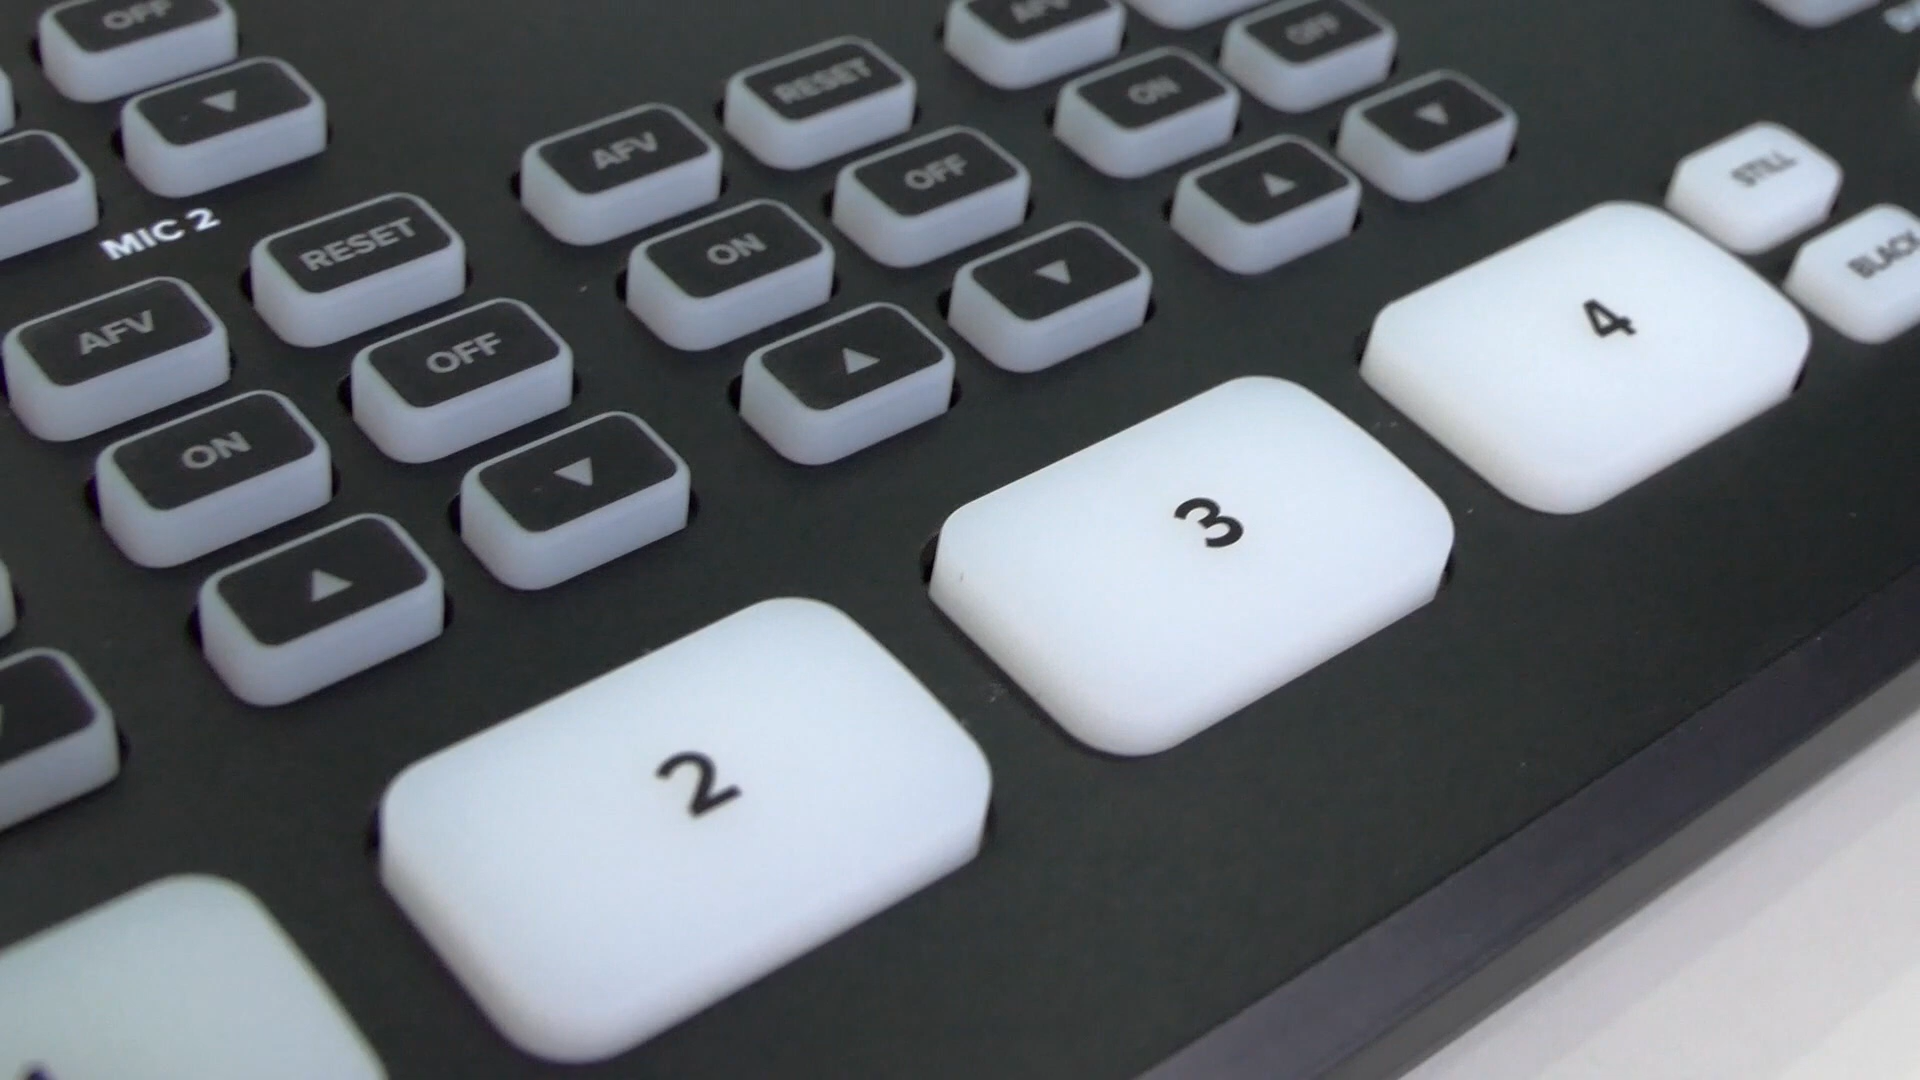 OFF
▼
▲
MIC 2
RESET
AFV
OFF
ON
▼
▲
RESET
AFV
OFF
ON
▼
▲
AFV
OFF
ON
▼
▲
STILL
BLACK
4
3
2